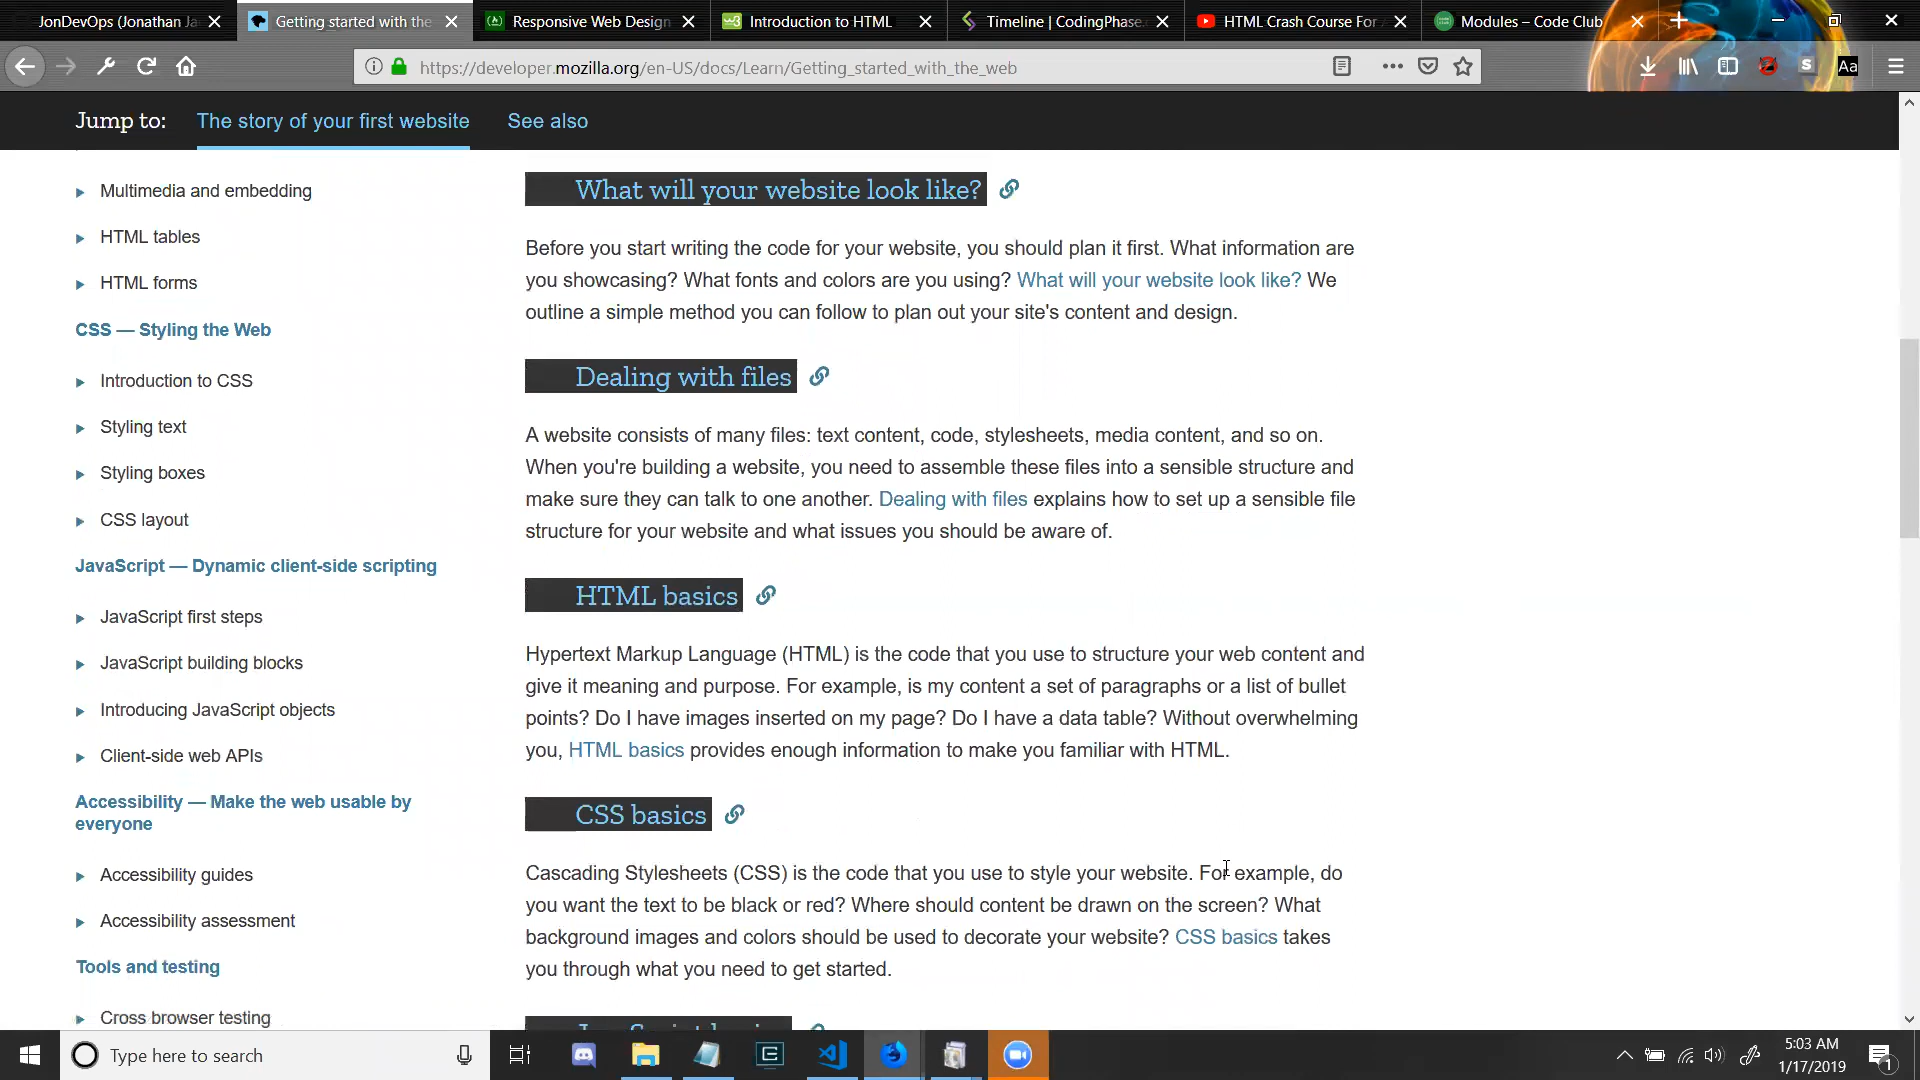 JonDevOps (Jonathan Ja
Getting started with the
Responsive Web Design
Introduction to HTML
Timeline | CodingPhase.
HTML Crash Course For
Modules – Code Club
https://developer.mozilla.org/en-US/docs/Learn/Getting_started_with_the_web
S
Aa
Jump to:
The story of your first website
See also
Multimedia and embedding
HTML tables
HTML forms
CSS — Styling the Web
Introduction to CSS
Styling text
Styling boxes
CSS layout
JavaScript — Dynamic client-side scripting
JavaScript first steps
JavaScript building blocks
Introducing JavaScript objects
Client-side web APIs
Accessibility — Make the web usable by
everyone
Accessibility guides
Accessibility assessment
Tools and testing
Cross browser testing
What will your website look like?
Before you start writing the code for your website, you should plan it first. What information are
you showcasing? What fonts and colors are you using? What will your website look like? We
outline a simple method you can follow to plan out your site's content and design.
Dealing with files
A website consists of many files: text content, code, stylesheets, media content, and so on.
When you're building a website, you need to assemble these files into a sensible structure and
make sure they can talk to one another. Dealing with files explains how to set up a sensible file
structure for your website and what issues you should be aware of.
HTML basics
Hypertext Markup Language (HTML) is the code that you use to structure your web content and
give it meaning and purpose. For example, is my content a set of paragraphs or a list of bullet
points? Do I have images inserted on my page? Do I have a data table? Without overwhelming
you, HTML basics provides enough information to make you familiar with HTML.
CSS basics
Cascading Stylesheets (CSS) is the code that you use to style your website. For example, do
you want the text to be black or red? Where should content be drawn on the screen? What
background images and colors should be used to decorate your website? CSS basics takes
you through what you need to get started.
Type here to search
5:03 AM
1/17/2019
1